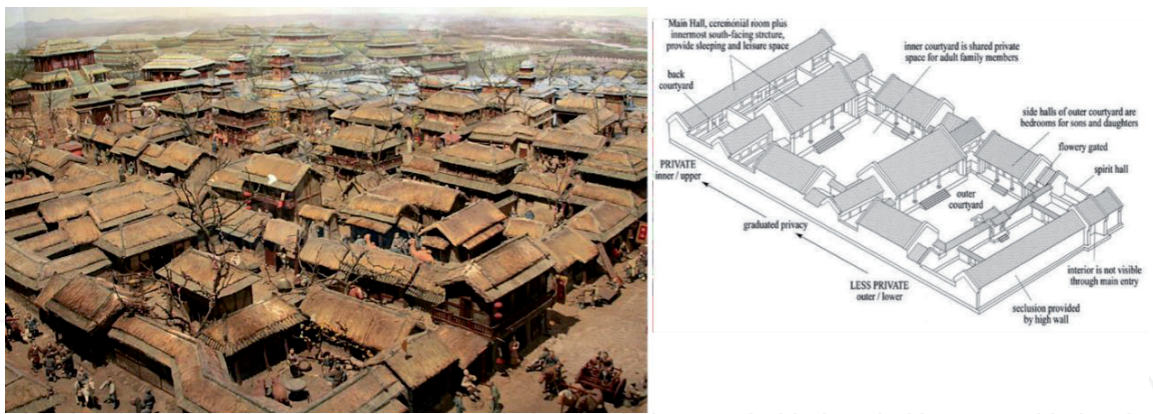 Main Hall, ceremonial room plus
innermost south-facing strcture,
provide sleeping and leisure space
inner courtyard is shared private
space for adult family members
back
courtyard
side halls of outer courtyard are
bedrooms for sons and daughters
flowery gated
spirit hall
PRIVATE
inner / upper
outer
courtyard
graduated privacy
LESS PRIVATE
outer / lower
interior is not visible
through main entry
seclusion provided
by high wall